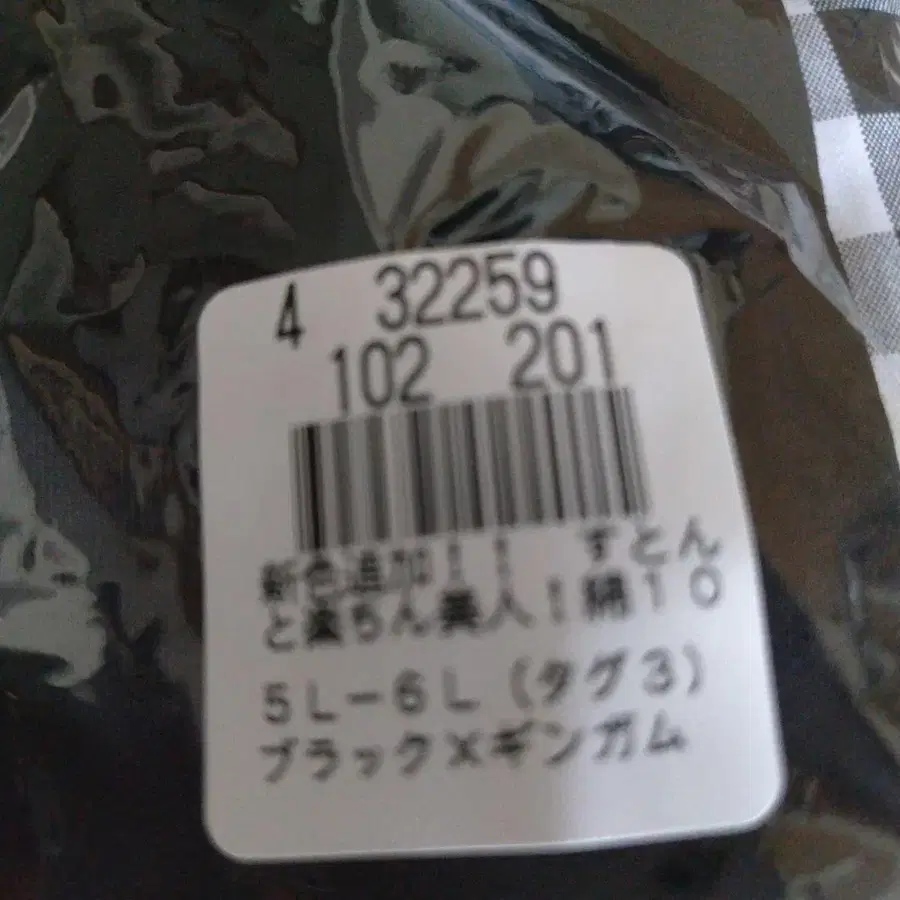 4 32259
102 201
新色追加！！ すとん
と楽ちん美人！綿１０
５Ｌ－６Ｌ（タグ３）
ブラック×ギンガム